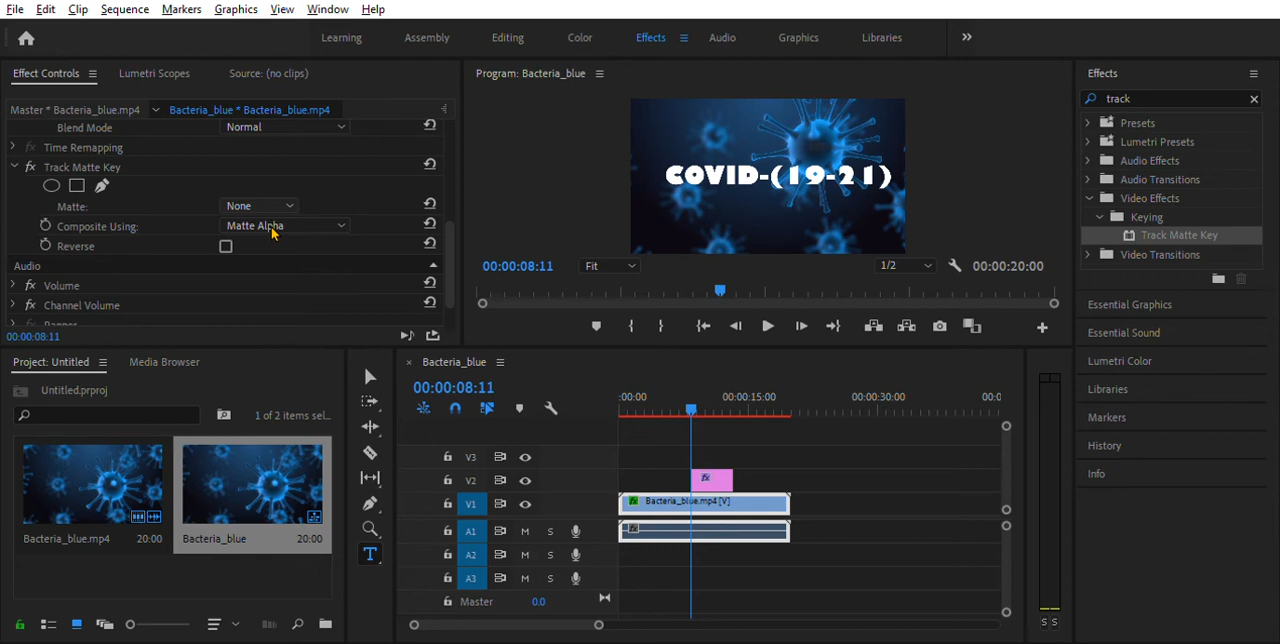 File Edit Clip Sequence Markers Graphics View Window Help
Learning Assembly Editing Color Effects Audio Graphics Libraries
Effect Controls Lumetri Scopes Source: (no clips)
Master * Bacteria_blue.mp4 Bacteria_blue * Bacteria_blue.mp4
Blend Mode Normal
Time Remapping
fx Track Matte Key
Matte: None
Composite Using: Matte Alpha
Reverse
Audio
fx Volume
fx Channel Volume
00:00:08:11
Program: Bacteria_blue
COVID-(19-21)
00:00:08:11 Fit 1/2 00:00:20:00
Effects
track
Presets
Lumetri Presets
Audio Effects
Audio Transitions
Video Effects
Keying
Track Matte Key
Video Transitions
Essential Graphics
Essential Sound
Lumetri Color
Libraries
Markers
History
Info
Project: Untitled Media Browser
Untitled.prproj
1 of 2 items sel...
Bacteria_blue.mp4 20:00
Bacteria_blue 20:00
T
× Bacteria_blue
00:00:08:11
:00:00 00:00:15:00 00:00:30:00 00:0
V3
V2 fx
V1 fx Bacteria_blue.mp4 [V]
A1 M S
A2 M S
A3 M S
Master 0.0
S S